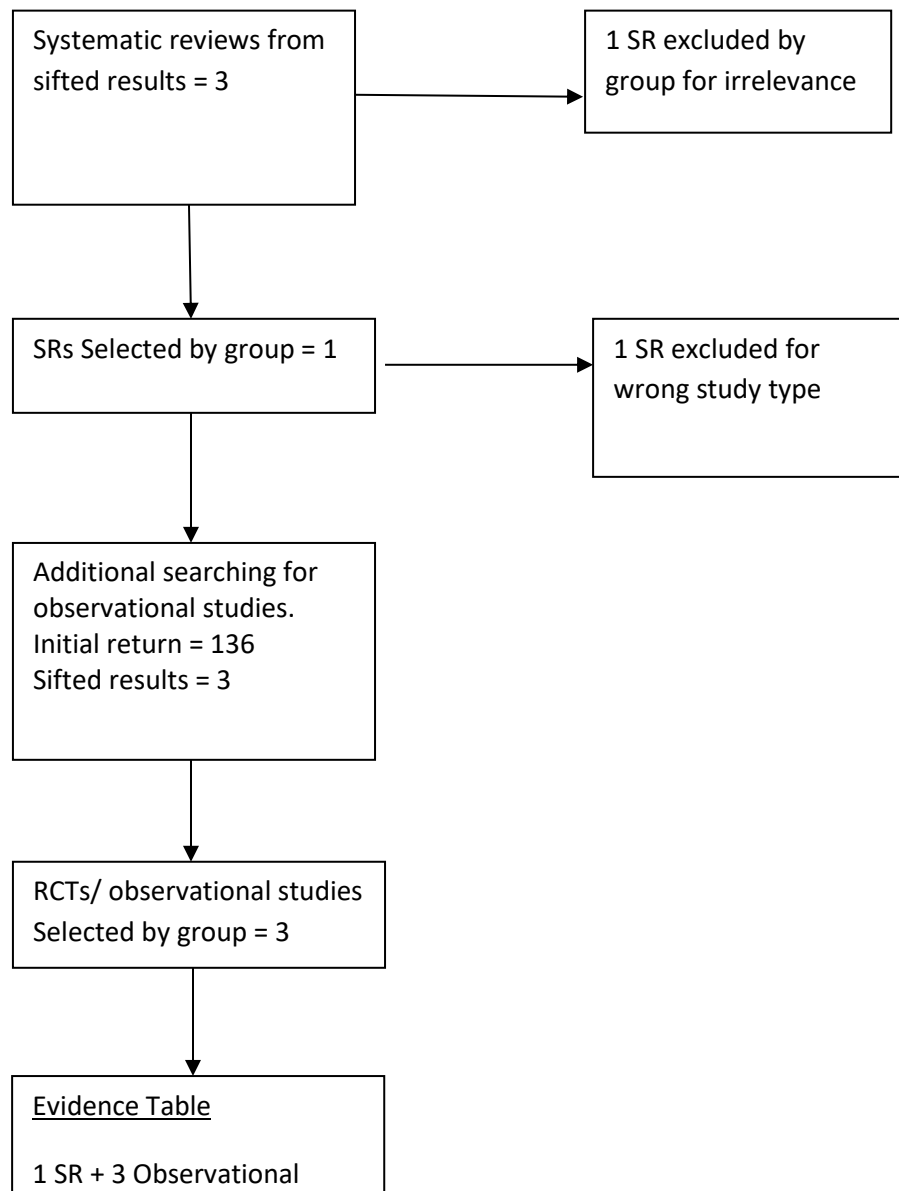 Systematic reviews from
sifted results = 3
1 SR excluded by
group for irrelevance
SRs Selected by group = 1
1 SR excluded for
wrong study type
Additional searching for
observational studies.
Initial return = 136
Sifted results = 3
RCTs/ observational studies
Selected by group = 3
Evidence Table
1 SR + 3 Observational